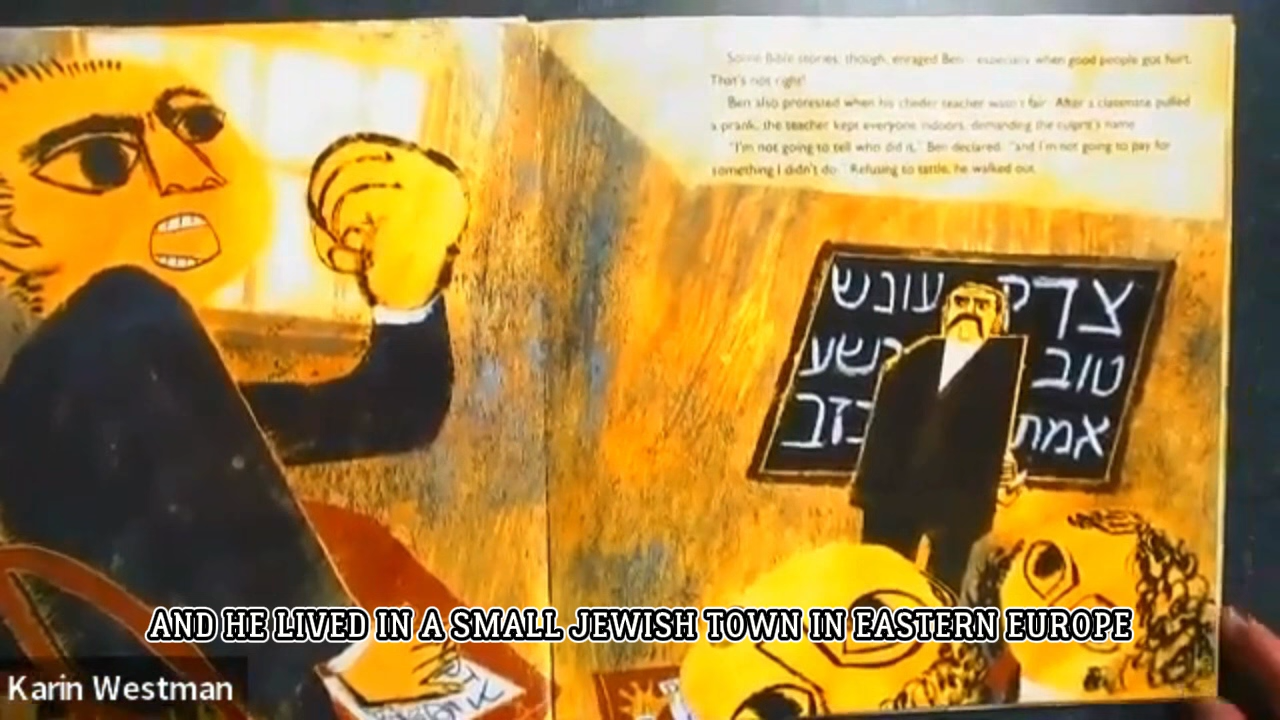 Some Bible stories, though, enraged Ben—especially when good people got hurt.
That's not right!
Ben also protested when his cheder teacher wasn't fair. After a classmate pulled
a prank, the teacher kept everyone indoors, demanding the culprit's name.
"I'm not going to tell who did it," Ben declared, "and I'm not going to pay for
something I didn't do." Refusing to tattle, he walked out.
צדק עונש
טוב רשע
אמת כזב
AND HE LIVED IN A SMALL JEWISH TOWN IN EASTERN EUROPE
Karin Westman